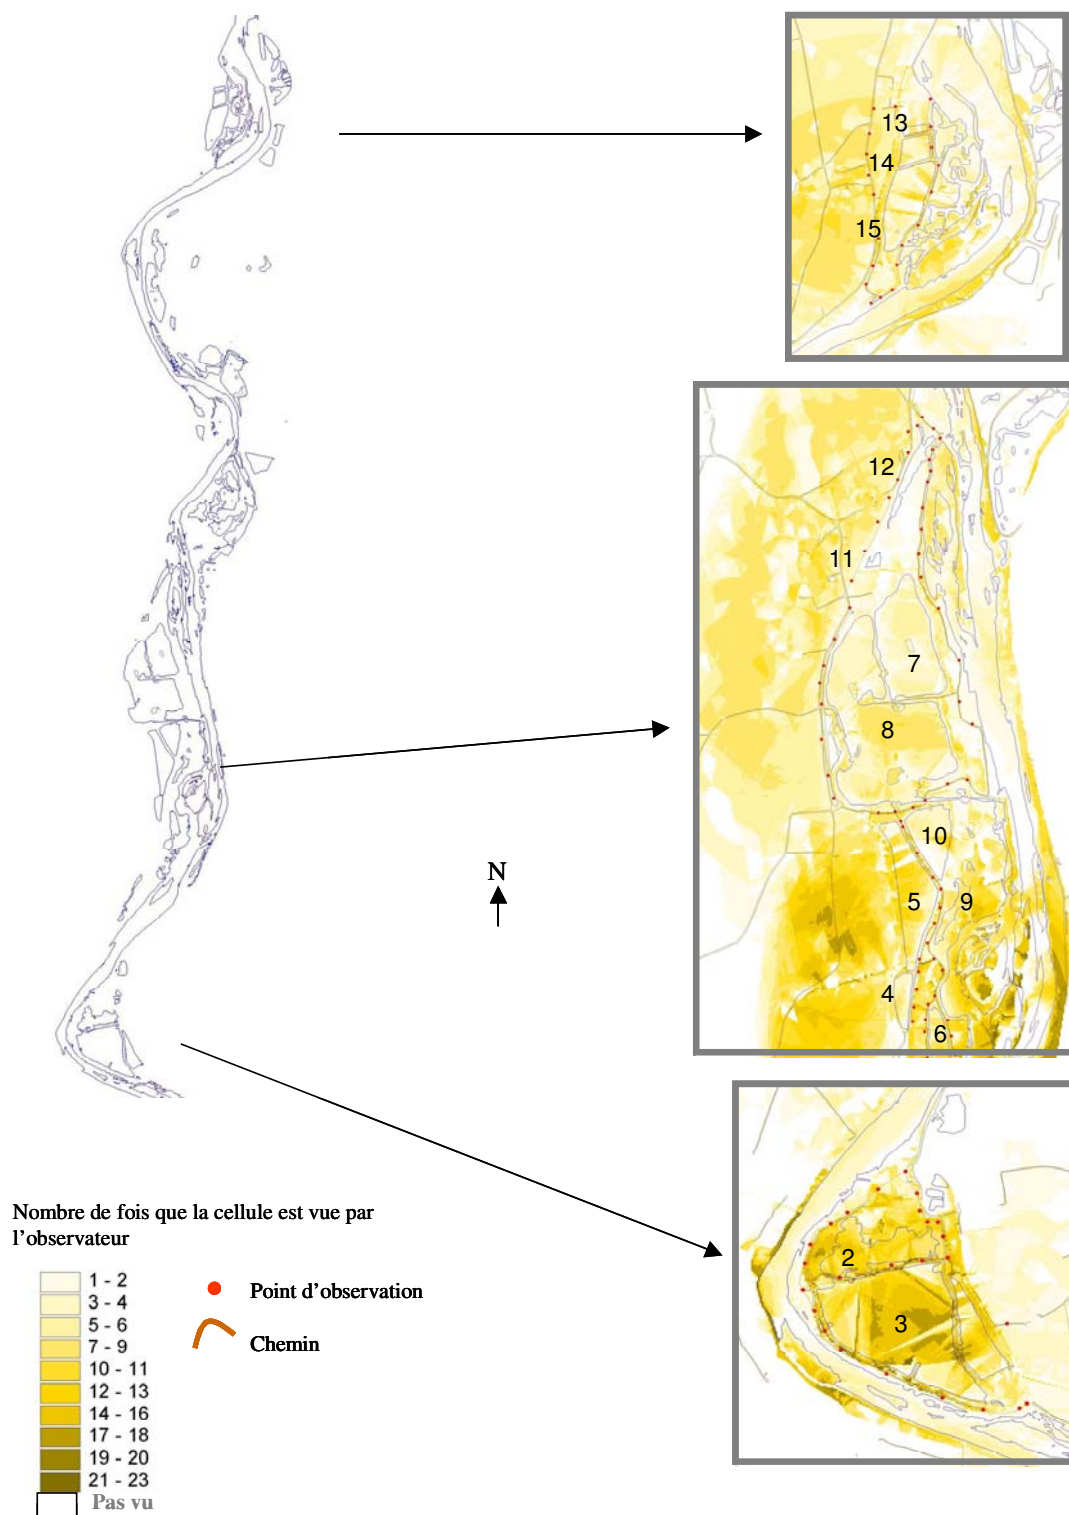 13
14
15
12
11
7
8
10
5
9
4
6
N
2
3
Nombre de fois que la cellule est vue par
l'observateur
1 - 2
3 - 4
5 - 6
7 - 9
10 - 11
12 - 13
14 - 16
17 - 18
19 - 20
21 - 23
Pas vu
Point d'observation
Chemin